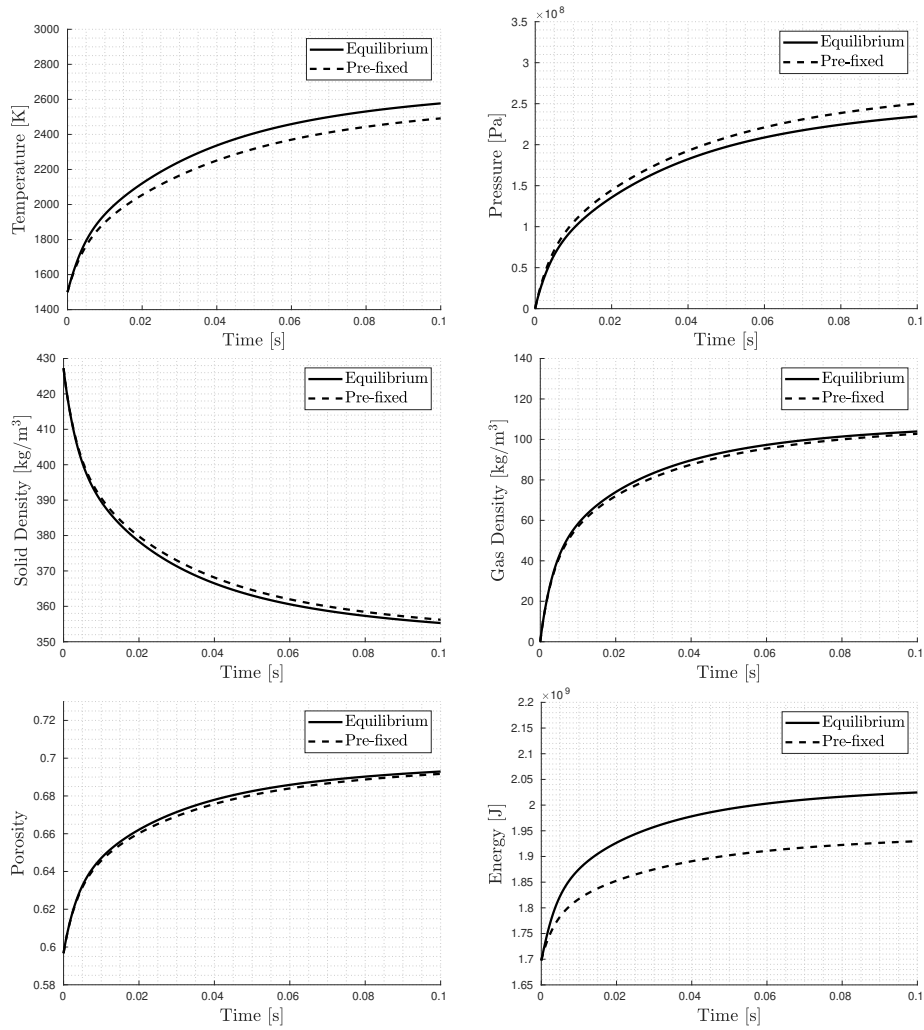 3000
2800
2600
2400
2200
2000
1800
1600
1400
Temperature [K]
Equilibrium
Pre-fixed
0 0.02 0.04 0.06 0.08 0.1
Time [s]
×10⁸
3.5
3
2.5
2
1.5
1
0.5
0
Pressure [Pa]
Equilibrium
Pre-fixed
0 0.02 0.04 0.06 0.08 0.1
Time [s]
430
420
410
400
390
380
370
360
350
Solid Density [kg/m³]
Equilibrium
Pre-fixed
0 0.02 0.04 0.06 0.08 0.1
Time [s]
140
120
100
80
60
40
20
0
Gas Density [kg/m³]
Equilibrium
Pre-fixed
0 0.02 0.04 0.06 0.08 0.1
Time [s]
0.72
0.7
0.68
0.66
0.64
0.62
0.6
0.58
Porosity
Equilibrium
Pre-fixed
0 0.02 0.04 0.06 0.08 0.1
Time [s]
×10⁹
2.2
2.15
2.1
2.05
2
1.95
1.9
1.85
1.8
1.75
1.7
1.65
Energy [J]
Equilibrium
Pre-fixed
0 0.02 0.04 0.06 0.08 0.1
Time [s]